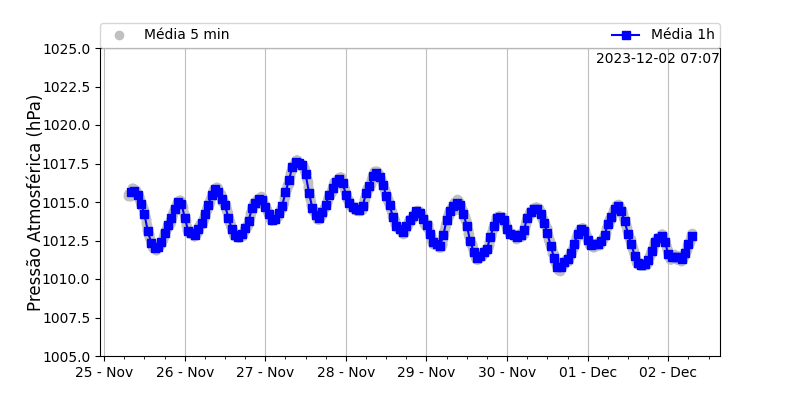 Média 5 min
Média 1h
2023-12-02 07:07
Pressão Atmosférica (hPa)
1025.0
1022.5
1020.0
1017.5
1015.0
1012.5
1010.0
1007.5
1005.0
25 - Nov
26 - Nov
27 - Nov
28 - Nov
29 - Nov
30 - Nov
01 - Dec
02 - Dec